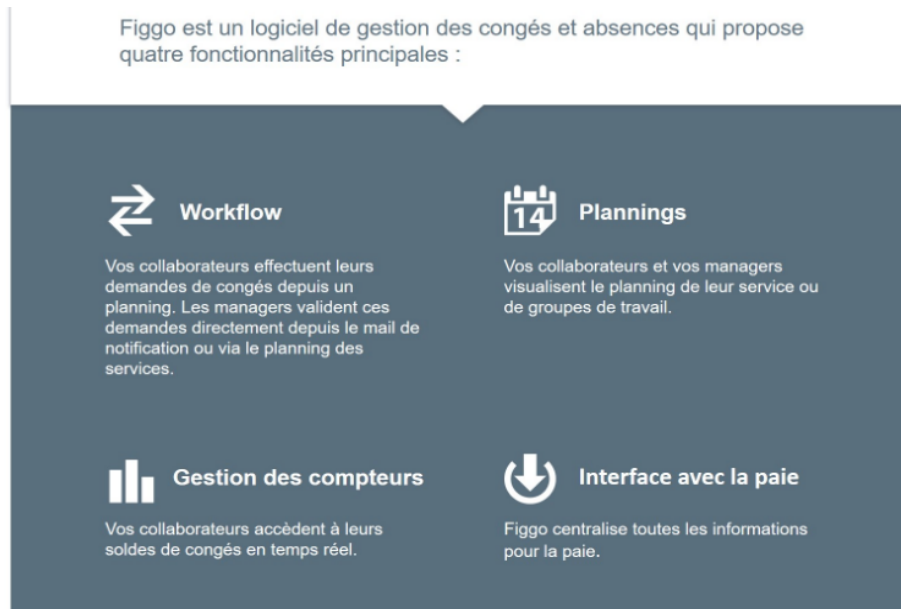 Figgo est un logiciel de gestion des congés et absences qui propose
quatre fonctionnalités principales :
Workflow
Vos collaborateurs effectuent leurs
demandes de congés depuis un
planning. Les managers valident ces
demandes directement depuis le mail de
notification ou via le planning des
services.
14
Plannings
Vos collaborateurs et vos managers
visualisent le planning de leur service ou
de groupes de travail.
Gestion des compteurs
Vos collaborateurs accèdent à leurs
soldes de congés en temps réel.
Interface avec la paie
Figgo centralise toutes les informations
pour la paie.